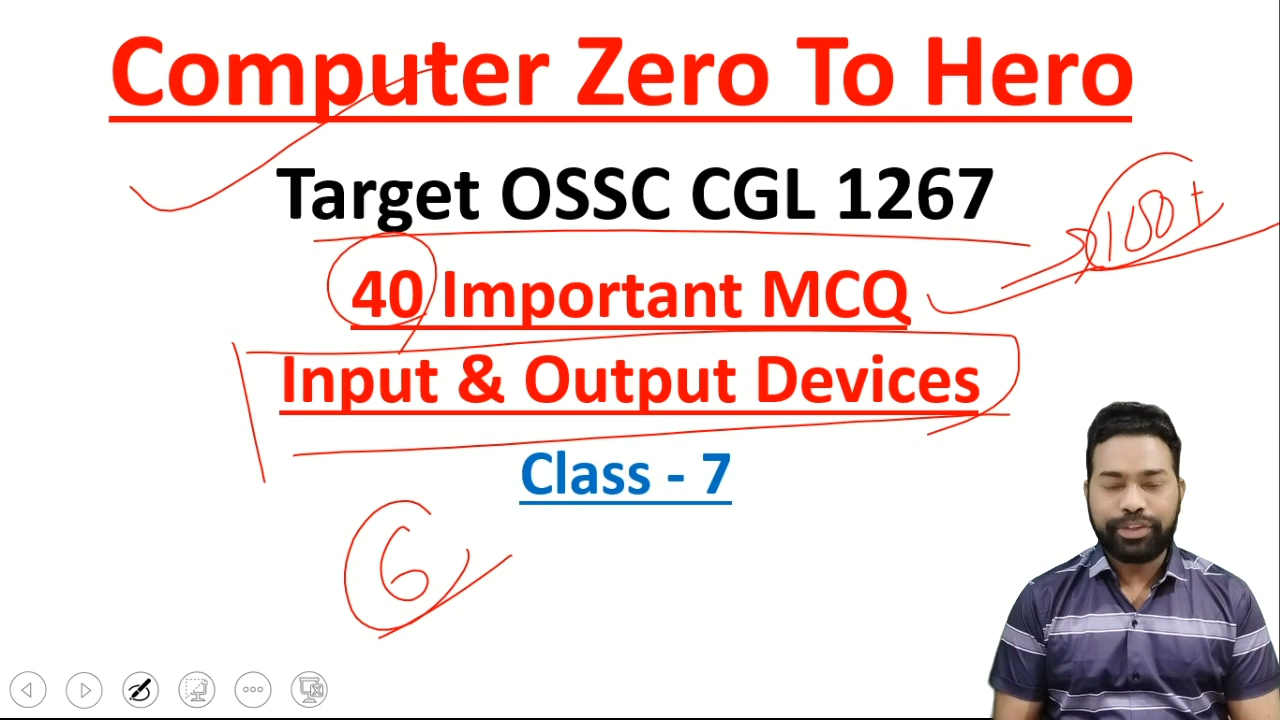 Computer Zero To Hero
Target OSSC CGL 1267
100+
40 Important MCQ
Input & Output Devices
Class - 7
6